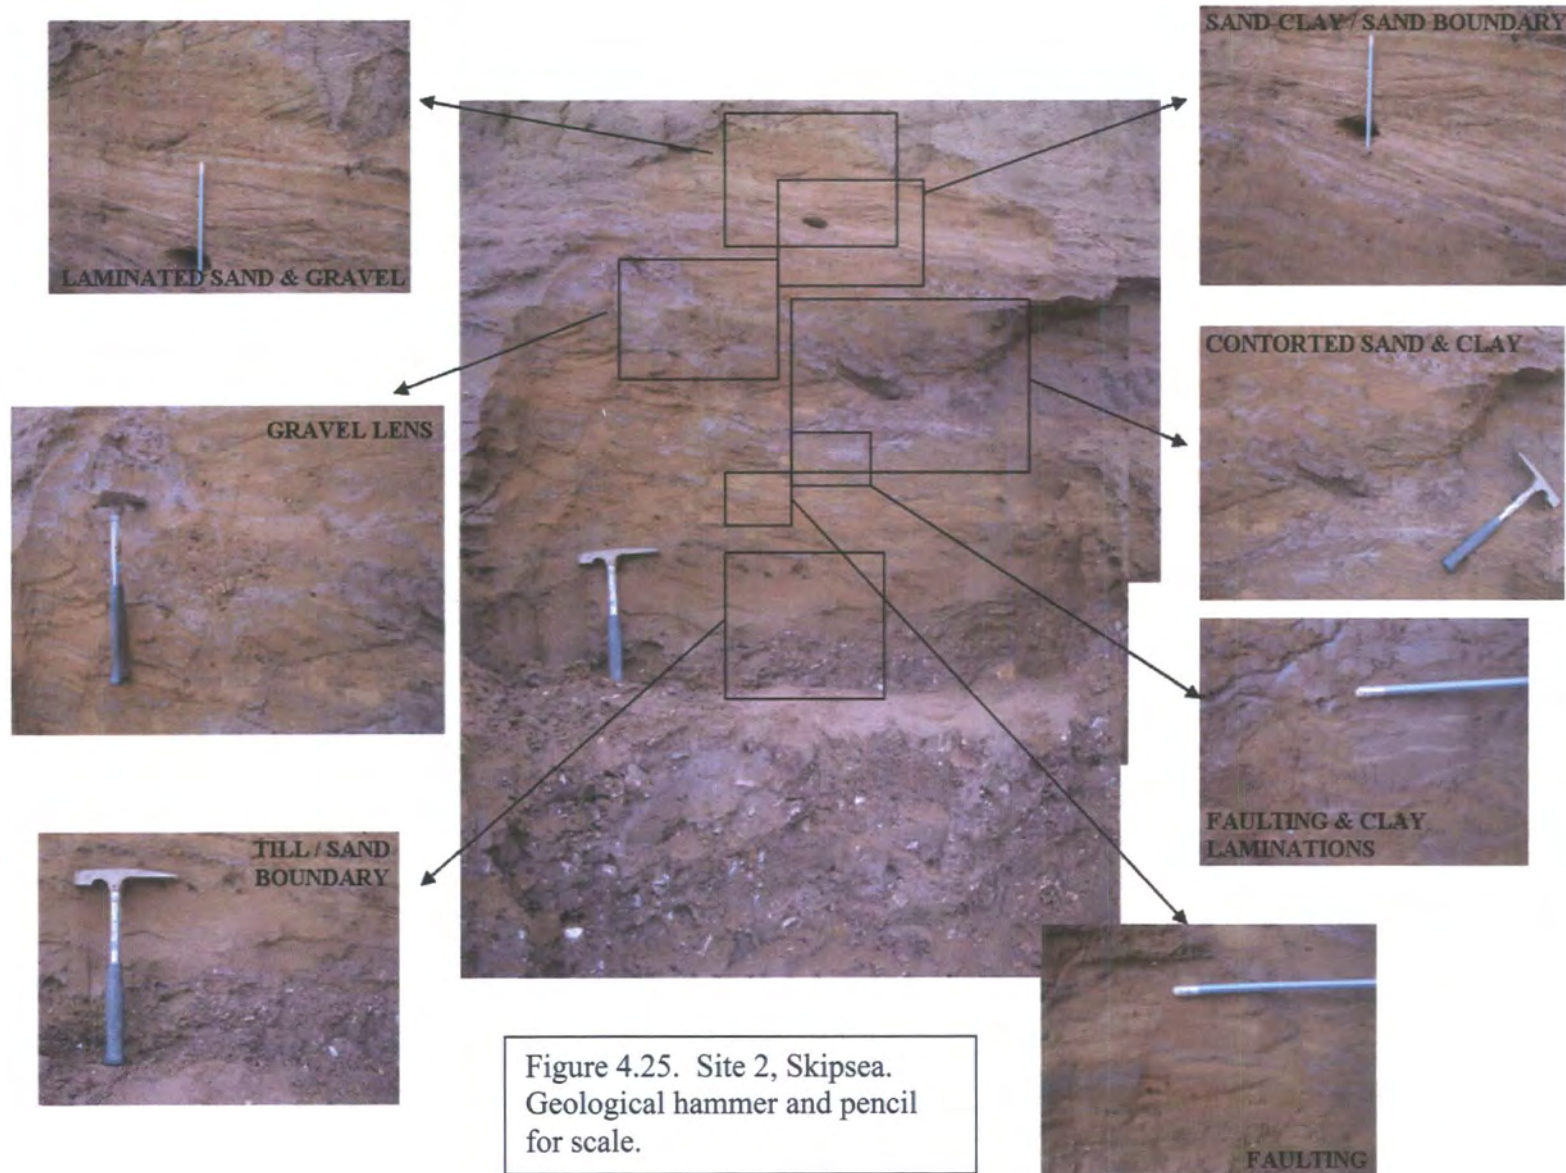 SAND-CLAY / SAND BOUNDARY
LAMINATED SAND & GRAVEL
CONTORTED SAND & CLAY
GRAVEL LENS
FAULTING & CLAY
LAMINATIONS
TILL / SAND
BOUNDARY
FAULTING
Figure 4.25. Site 2, Skipsea.
Geological hammer and pencil
for scale.